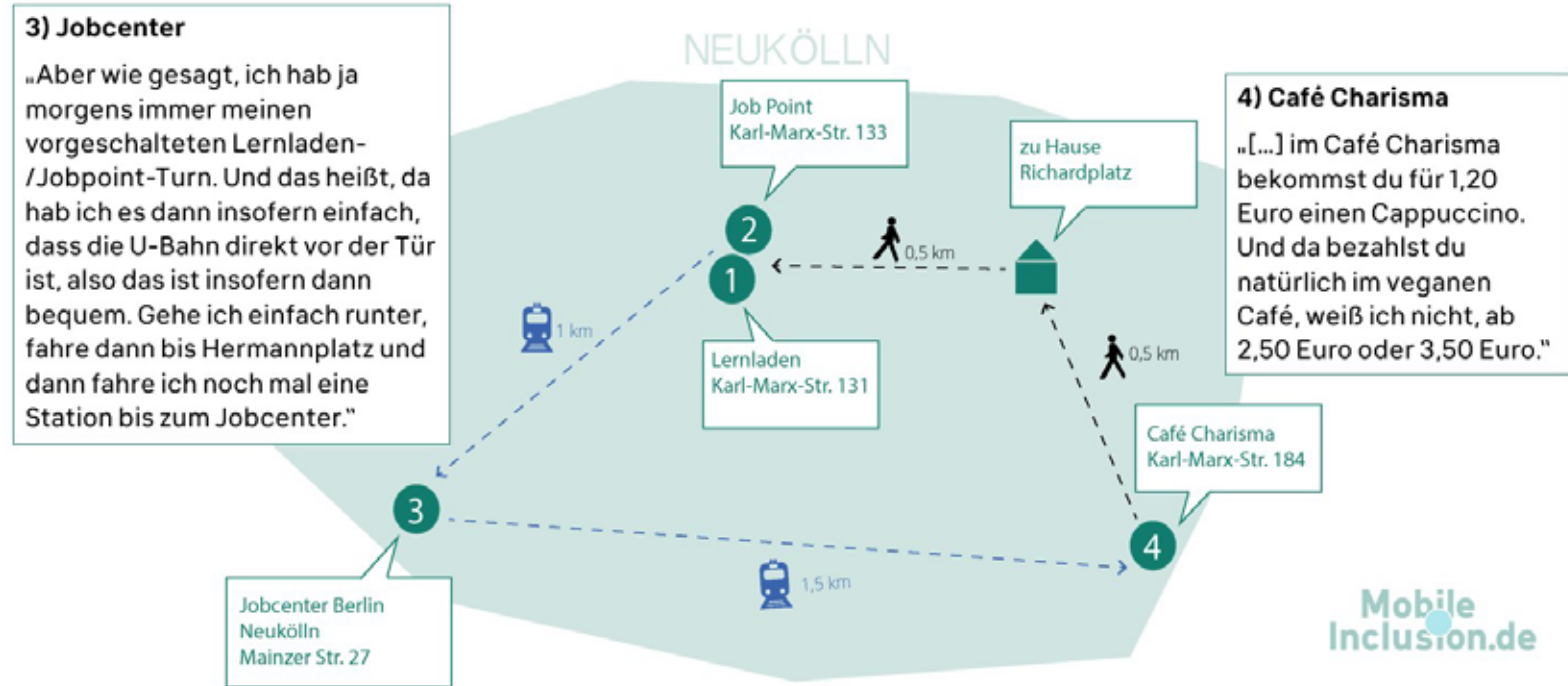 3) Jobcenter
„Aber wie gesagt, ich hab ja
morgens immer meinen
vorgeschalteten Lernladen-
/Jobpoint-Turn. Und das heißt, da
hab ich es dann insofern einfach,
dass die U-Bahn direkt vor der Tür
ist, also das ist insofern dann
bequem. Gehe ich einfach runter,
fahre dann bis Hermannplatz und
dann fahre ich noch mal eine
Station bis zum Jobcenter.“
NEUKÖLLN
Job Point
Karl-Marx-Str. 133
zu Hause
Richardplatz
4) Café Charisma
„[...] im Café Charisma
bekommst du für 1,20
Euro einen Cappuccino.
Und da bezahlst du
natürlich im veganen
Café, weiß ich nicht, ab
2,50 Euro oder 3,50 Euro.“
2
1
0,5 km
1 km
Lernladen
Karl-Marx-Str. 131
0,5 km
Café Charisma
Karl-Marx-Str. 184
3
4
1,5 km
Jobcenter Berlin
Neukölln
Mainzer Str. 27
Mobile
Inclusion.de